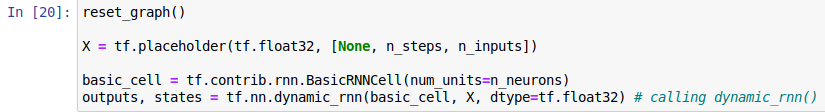 In [20]: reset_graph()
X = tf.placeholder(tf.float32, [None, n_steps, n_inputs])
basic_cell = tf.contrib.rnn.BasicRNNCell(num_units=n_neurons)
outputs, states = tf.nn.dynamic_rnn(basic_cell, X, dtype=tf.float32) # calling dynamic_rnn()